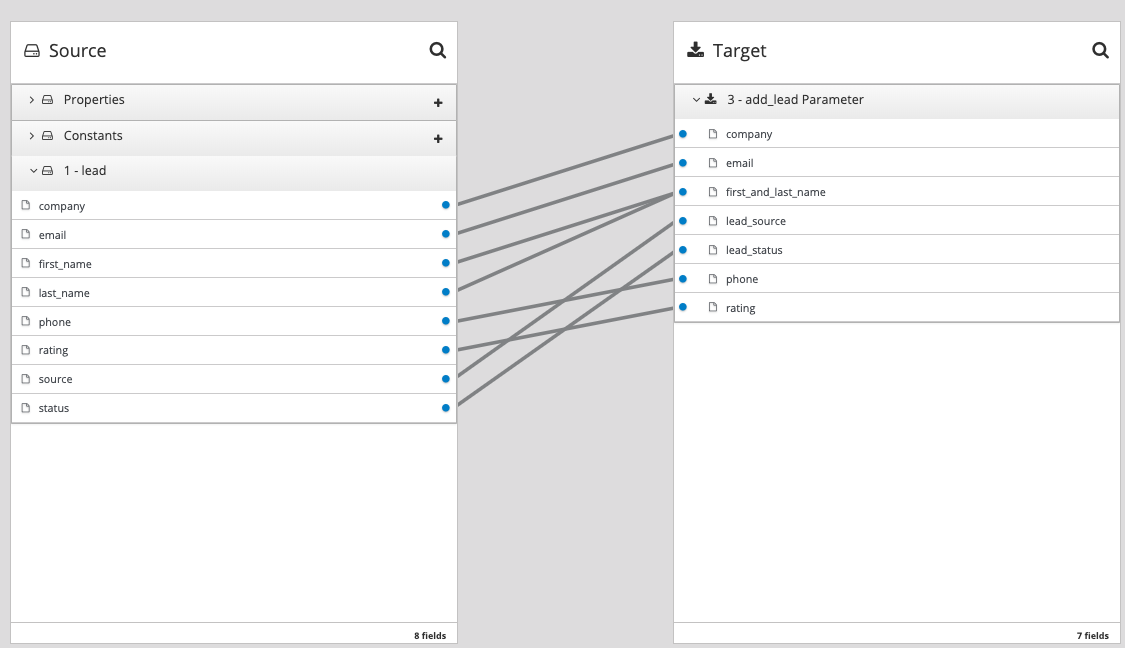 Source
Properties
Constants
1 - lead
company
email
first_name
last_name
phone
rating
source
status
8 fields
Target
3 - add_lead Parameter
company
email
first_and_last_name
lead_source
lead_status
phone
rating
7 fields